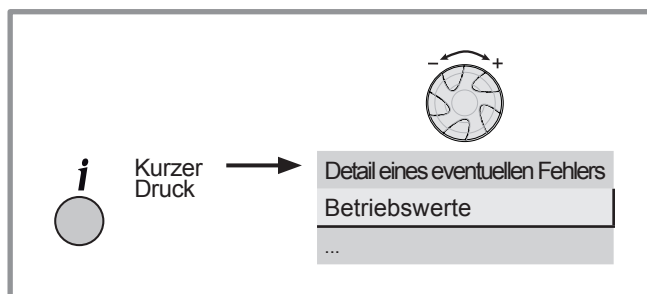 – +
i
Kurzer
Druck
Detail eines eventuellen Fehlers
Betriebswerte
...